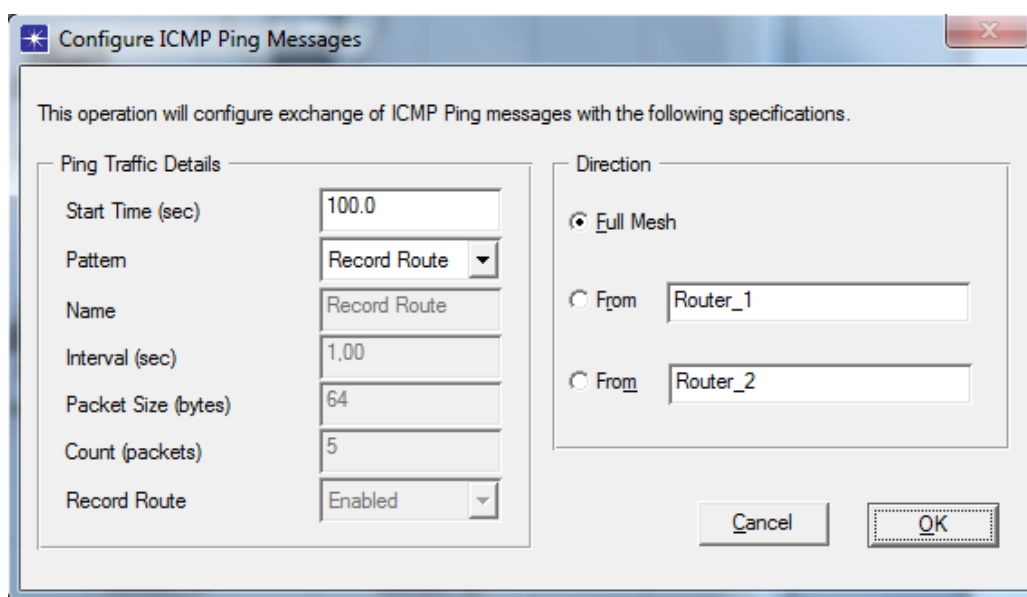 Configure ICMP Ping Messages
This operation will configure exchange of ICMP Ping messages with the following specifications.
Ping Traffic Details
Start Time (sec) 100.0
Pattern Record Route
Name Record Route
Interval (sec) 1,00
Packet Size (bytes) 64
Count (packets) 5
Record Route Enabled
Direction
Full Mesh
From Router_1
From Router_2
Cancel OK